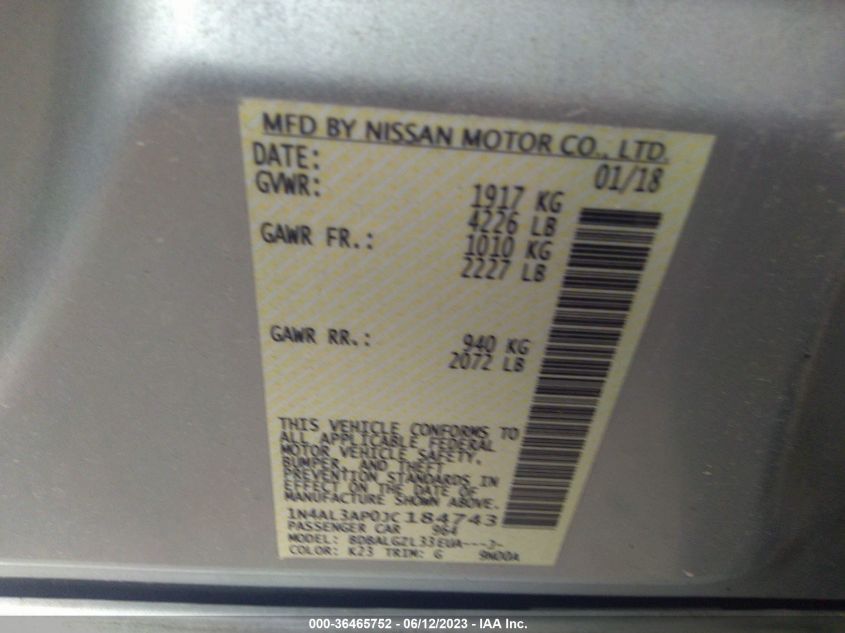 MFD BY NISSAN MOTOR CO., LTD.
DATE: 01/18
GVWR: 1917 KG
4226 LB
GAWR FR.: 1010 KG
2227 LB
GAWR RR.: 940 KG
2072 LB
THIS VEHICLE CONFORMS TO
ALL APPLICABLE FEDERAL
MOTOR VEHICLE SAFETY,
BUMPER, AND THEFT
PREVENTION STANDARDS IN
EFFECT ON THE DATE OF
MANUFACTURE SHOWN ABOVE.
1N4AL3AP0JC184743
PASSENGER CAR 964
MODEL: BDBALGZL33EUA---J-
COLOR: K23 TRIM: G 9N00A
000-36465752 - 06/12/2023 - IAA Inc.